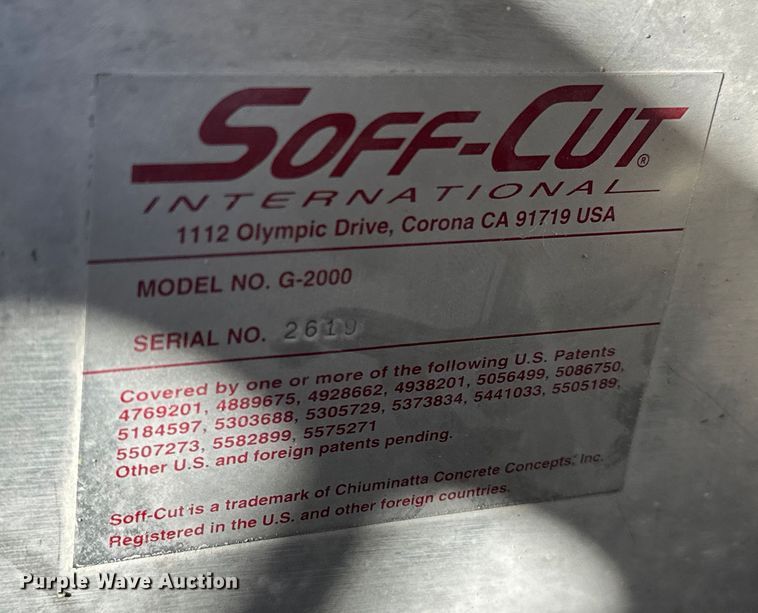 SOFF-CUT®
INTERNATIONAL
1112 Olympic Drive, Corona CA 91719 USA
MODEL NO. G-2000
SERIAL NO. 2619
Covered by one or more of the following U.S. Patents
4769201, 4889675, 4928662, 4938201, 5056499, 5086750,
5184597, 5303688, 5305729, 5373834, 5441033, 5505189,
5507273, 5582899, 5575271
Other U.S. and foreign patents pending.
Soff-Cut is a trademark of Chiuminatta Concrete Concepts, Inc.
Registered in the U.S. and other foreign countries.
Purple Wave Auction